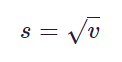 s = √v